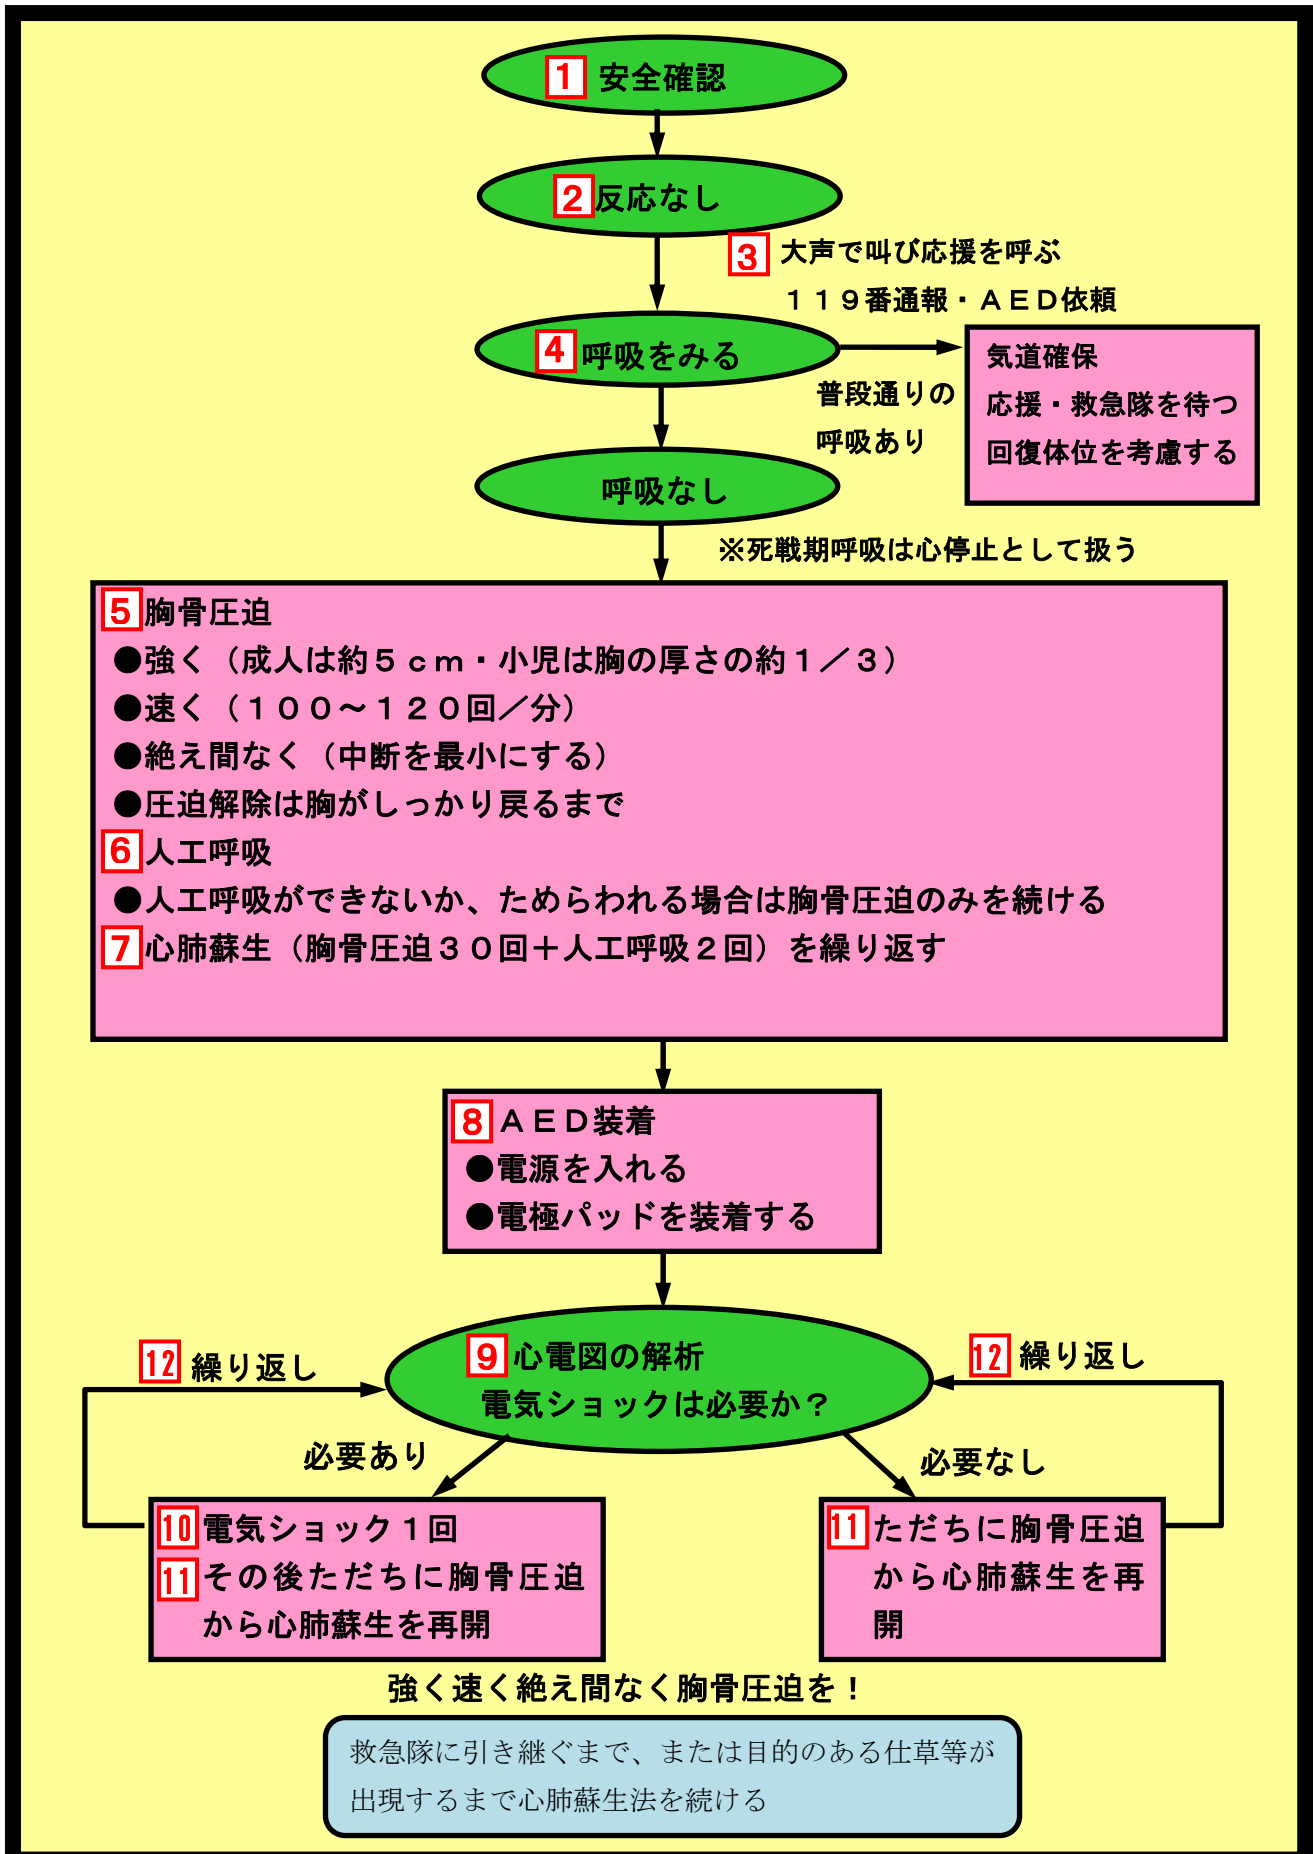 1 安全確認
2 反応なし
3 大声で叫び応援を呼ぶ
１１９番通報・ＡＥＤ依頼
4 呼吸をみる
普段通りの
呼吸あり
気道確保
応援・救急隊を待つ
回復体位を考慮する
呼吸なし
※死戦期呼吸は心停止として扱う
5 胸骨圧迫
●強く（成人は約５ｃｍ・小児は胸の厚さの約１／３）
●速く（１００～１２０回／分）
●絶え間なく（中断を最小にする）
●圧迫解除は胸がしっかり戻るまで
6 人工呼吸
●人工呼吸ができないか、ためらわれる場合は胸骨圧迫のみを続ける
7 心肺蘇生（胸骨圧迫３０回＋人工呼吸２回）を繰り返す
8 ＡＥＤ装着
●電源を入れる
●電極パッドを装着する
9 心電図の解析
電気ショックは必要か？
12 繰り返し
12 繰り返し
必要あり
必要なし
10 電気ショック１回
11 その後ただちに胸骨圧迫
から心肺蘇生を再開
11 ただちに胸骨圧迫
から心肺蘇生を再
開
強く速く絶え間なく胸骨圧迫を！
救急隊に引き継ぐまで、または目的のある仕草等が
出現するまで心肺蘇生法を続ける